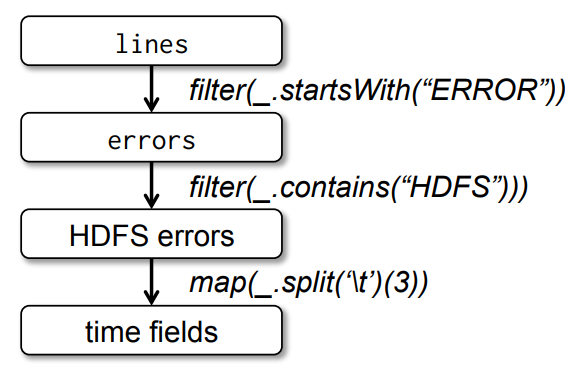 lines
filter(_.startsWith(“ERROR”))
errors
filter(_.contains(“HDFS”)))
HDFS errors
map(_.split(‘\t’)(3))
time fields